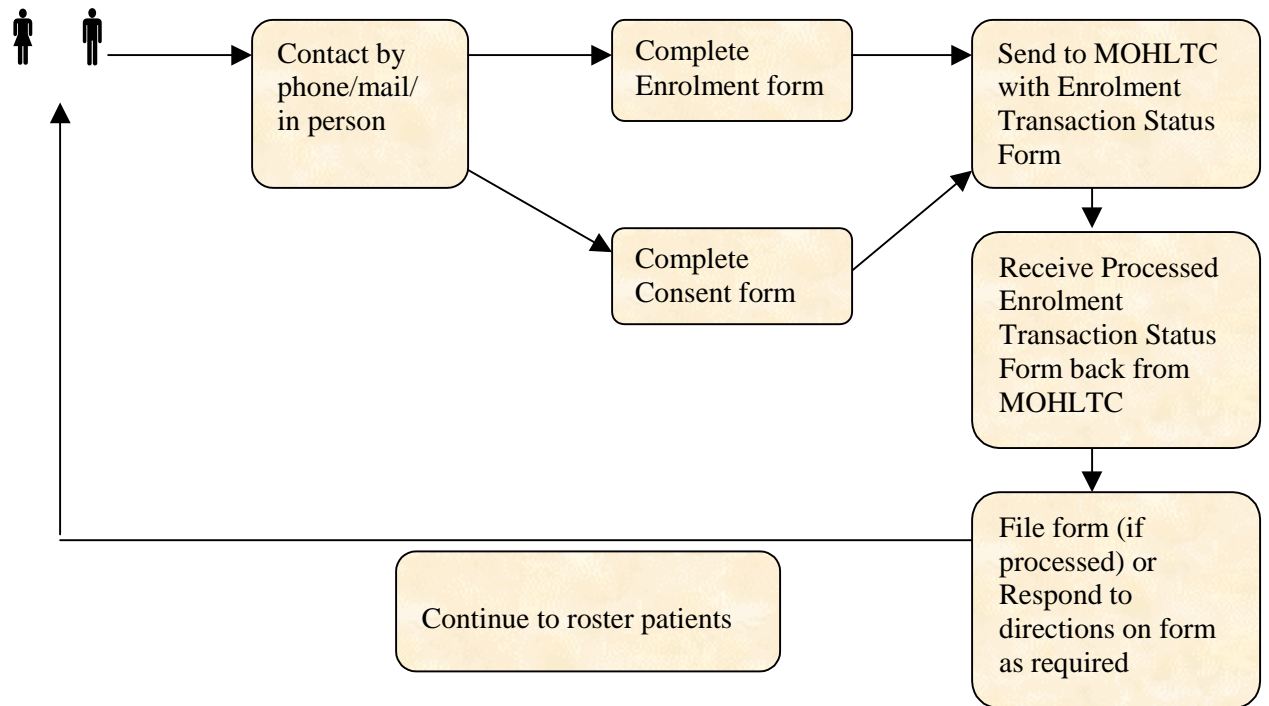 Contact by
phone/mail/
in person
Complete
Enrolment form
Send to MOHLTC
with Enrolment
Transaction Status
Form
Complete
Consent form
Receive Processed
Enrolment
Transaction Status
Form back from
MOHLTC
File form (if
processed) or
Respond to
directions on form
as required
Continue to roster patients